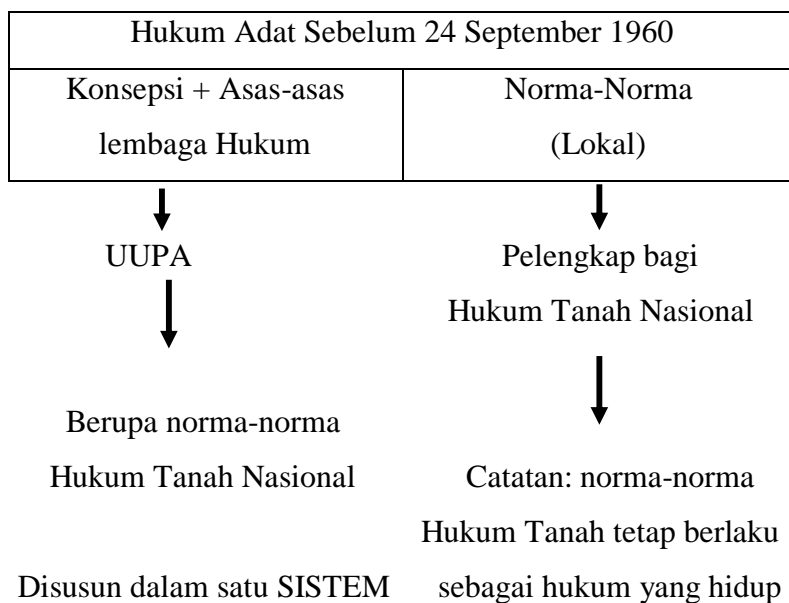 Hukum Adat Sebelum 24 September 1960
Konsepsi + Asas-asas
lembaga Hukum
Norma-Norma
(Lokal)
UUPA
Pelengkap bagi
Hukum Tanah Nasional
Berupa norma-norma
Hukum Tanah Nasional
Catatan: norma-norma
Hukum Tanah tetap berlaku
Disusun dalam satu SISTEM
sebagai hukum yang hidup